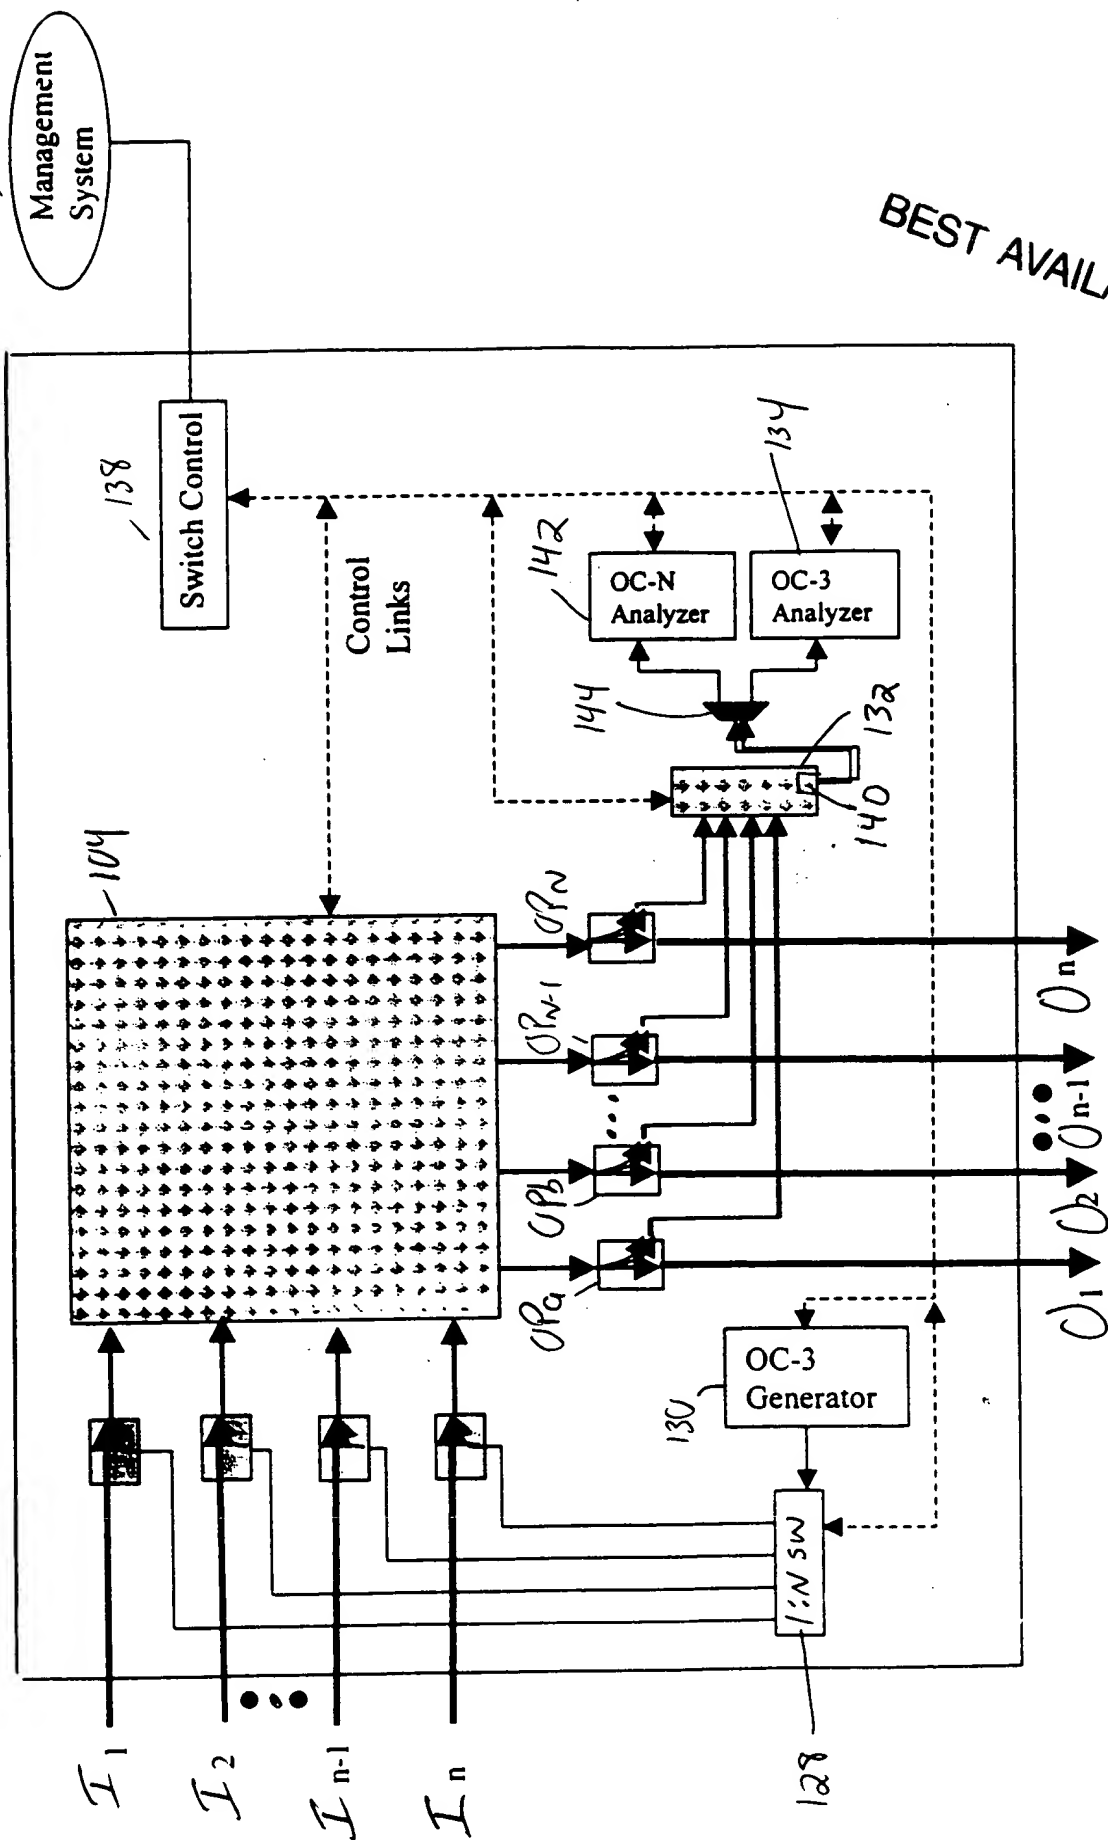 Management
System
BEST AVAILA
138
Switch Control
Control
Links
104
142
OC-N
Analyzer
134
OC-3
Analyzer
144
132
140
OPN
OPN-1
OPb
OPa
130
OC-3
Generator
1:N SW
128
I1
I2
In-1
In
O1
O2
On-1
On